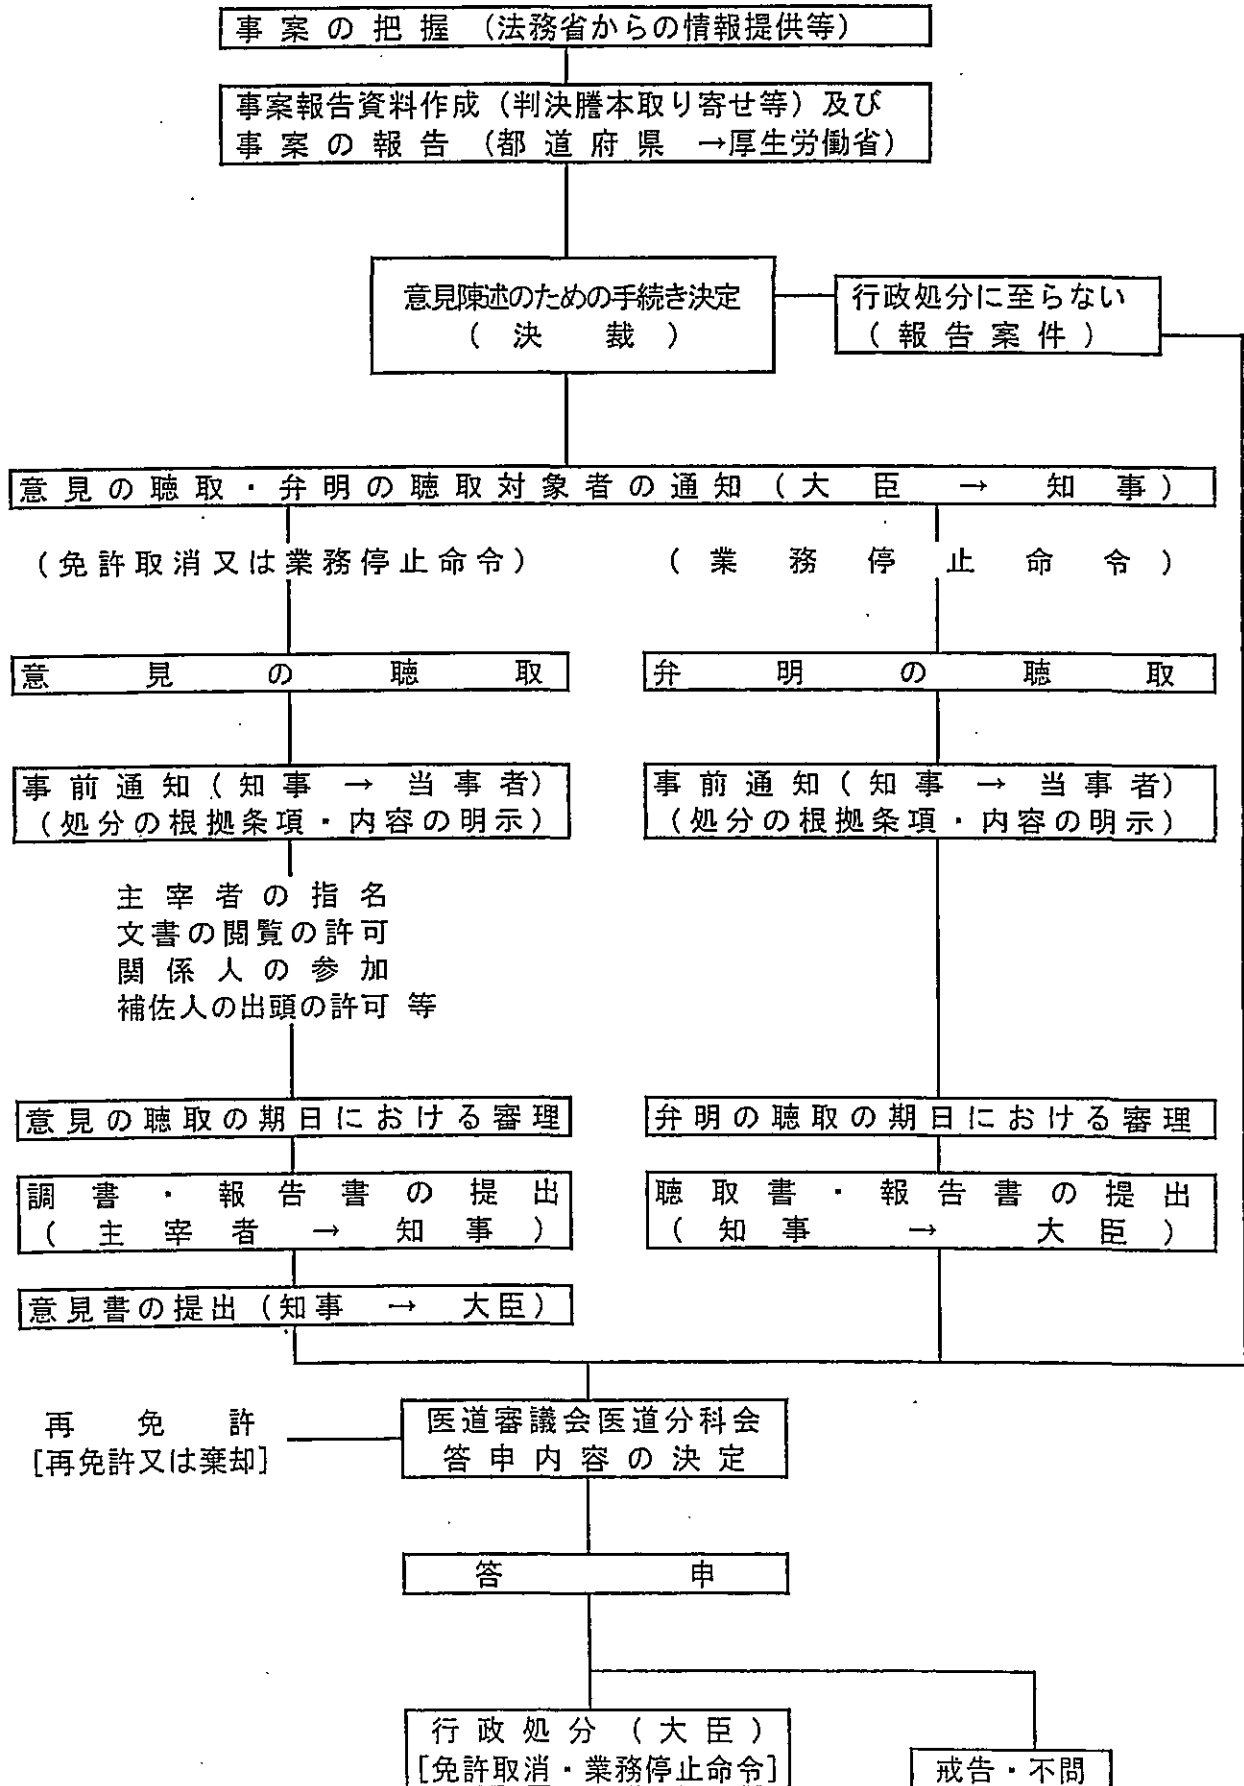 事案の把握（法務省からの情報提供等）
事案報告資料作成（判決謄本取り寄せ等）及び
事案の報告（都道府県→厚生労働省）
意見陳述のための手続き決定
（決裁）
行政処分に至らない
（報告案件）
意見の聴取・弁明の聴取対象者の通知（大臣→知事）
（免許取消又は業務停止命令）
（業務停止命令）
意見の聴取
弁明の聴取
事前通知（知事→当事者）
（処分の根拠条項・内容の明示）
事前通知（知事→当事者）
（処分の根拠条項・内容の明示）
主宰者の指名
文書の閲覧の許可
関係人の参加
補佐人の出頭の許可等
意見の聴取の期日における審理
弁明の聴取の期日における審理
調書・報告書の提出
（主宰者→知事）
聴取書・報告書の提出
（知事→大臣）
意見書の提出（知事→大臣）
再免許
[再免許又は棄却]
医道審議会医道分科会
答申内容の決定
答申
行政処分（大臣）
[免許取消・業務停止命令]
戒告・不問